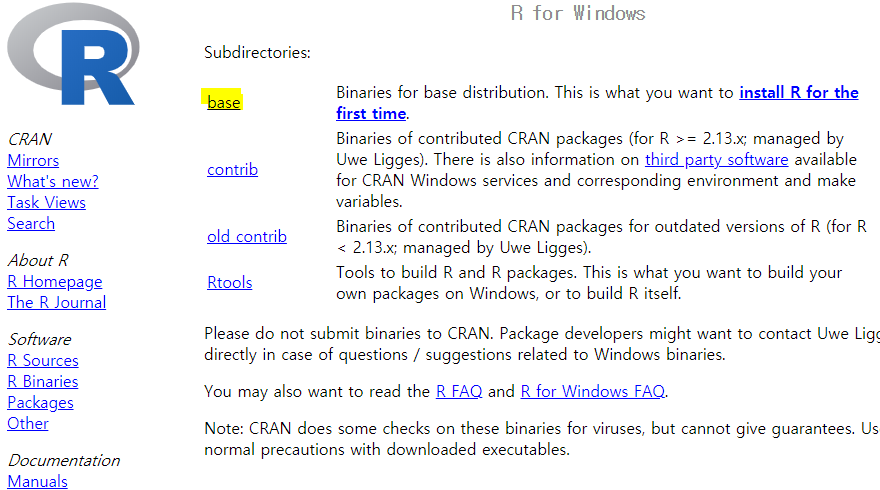 R for Windows
R
CRAN
Mirrors
What's new?
Task Views
Search
About R
R Homepage
The R Journal
Software
R Sources
R Binaries
Packages
Other
Documentation
Manuals
Subdirectories:
base
Binaries for base distribution. This is what you want to install R for the
first time.
contrib
Binaries of contributed CRAN packages (for R >= 2.13.x; managed by
Uwe Ligges). There is also information on third party software available
for CRAN Windows services and corresponding environment and make
variables.
old contrib
Binaries of contributed CRAN packages for outdated versions of R (for R
< 2.13.x; managed by Uwe Ligges).
Rtools
Tools to build R and R packages. This is what you want to build your
own packages on Windows, or to build R itself.
Please do not submit binaries to CRAN. Package developers might want to contact Uwe Ligg
directly in case of questions / suggestions related to Windows binaries.
You may also want to read the R FAQ and R for Windows FAQ.
Note: CRAN does some checks on these binaries for viruses, but cannot give guarantees. Us
normal precautions with downloaded executables.